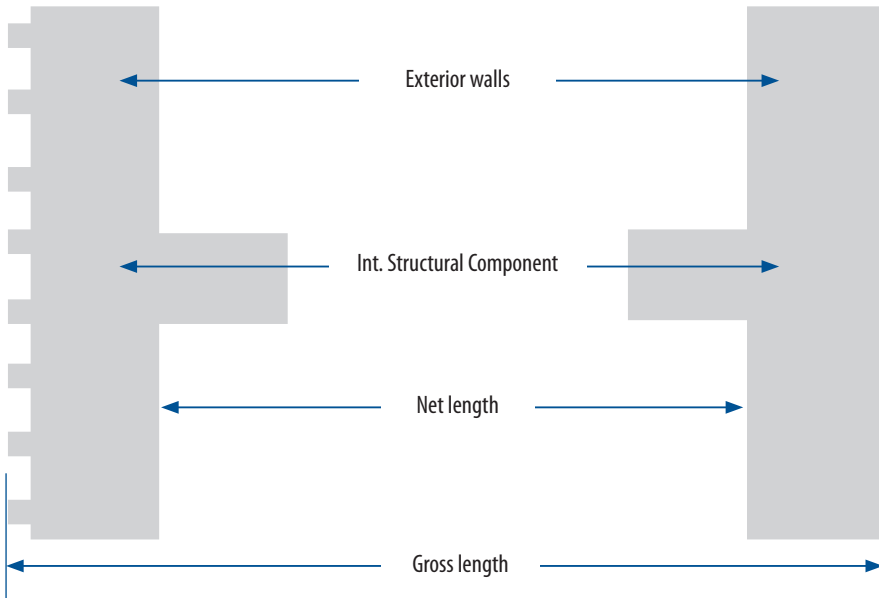 Exterior walls
Int. Structural Component
Net length
Gross length